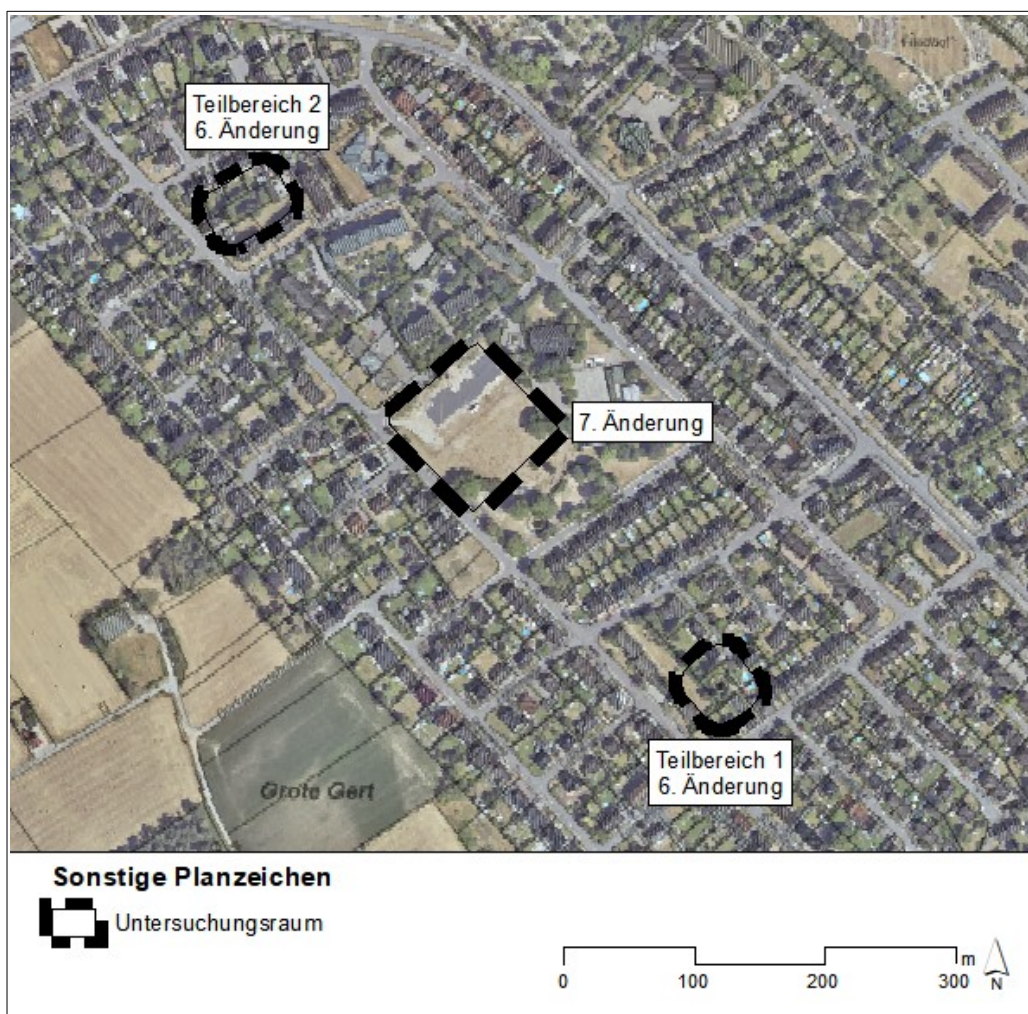 Friedhof
Teilbereich 2
6. Änderung
7. Änderung
Teilbereich 1
6. Änderung
Grote Gert
Sonstige Planzeichen
Untersuchungsraum
0 100 200 300 m
N